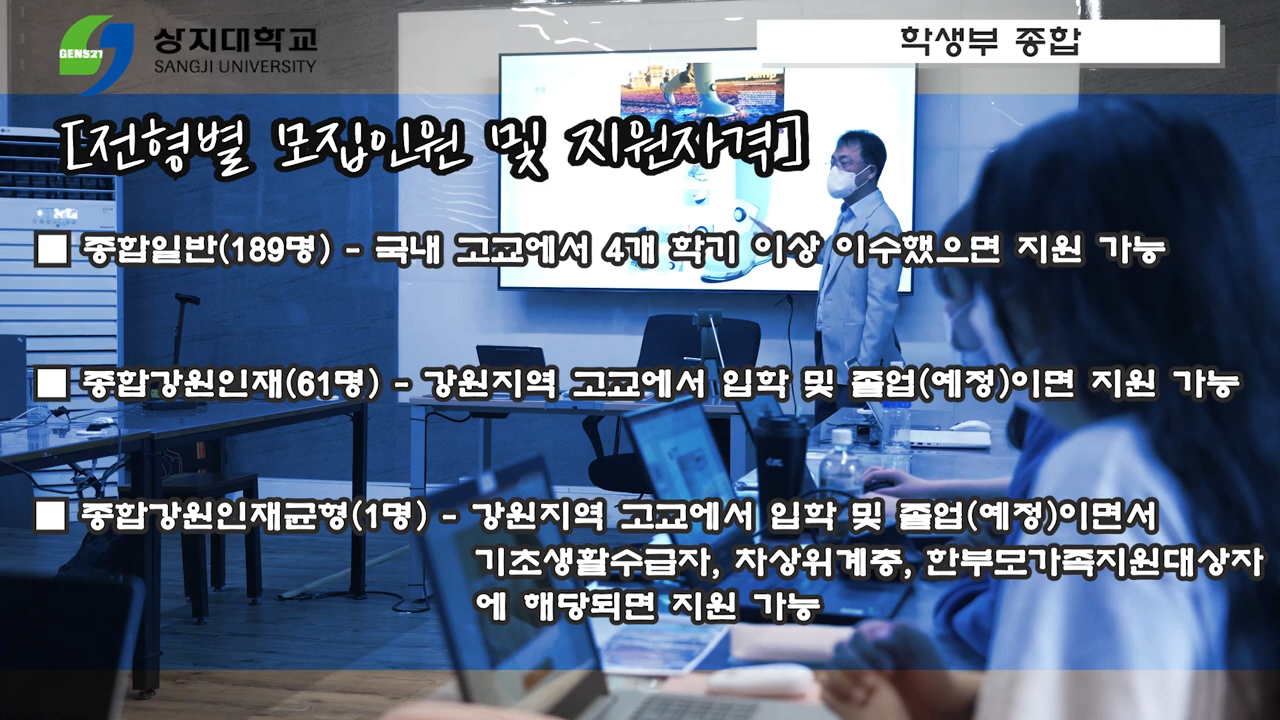 GENS21
상지대학교
SANGJI UNIVERSITY
학생부 종합
[전형별 모집인원 및 지원자격]
■ 종합일반(189명) - 국내 고교에서 4개 학기 이상 이수했으면 지원 가능
■ 종합강원인재(61명) - 강원지역 고교에서 입학 및 졸업(예정)이면 지원 가능
■ 종합강원인재균형(1명) - 강원지역 고교에서 입학 및 졸업(예정)이면서
기초생활수급자, 차상위계층, 한부모가족지원대상자
에 해당되면 지원 가능